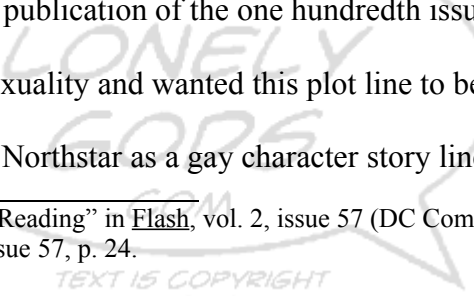 publication of the one hundredth issu
LONELY
xuality and wanted this plot line to be
GODS
Northstar as a gay character story line
.COM
Reading” in Flash, vol. 2, issue 57 (DC Com
sue 57, p. 24.
TEXT IS COPYRIGHT